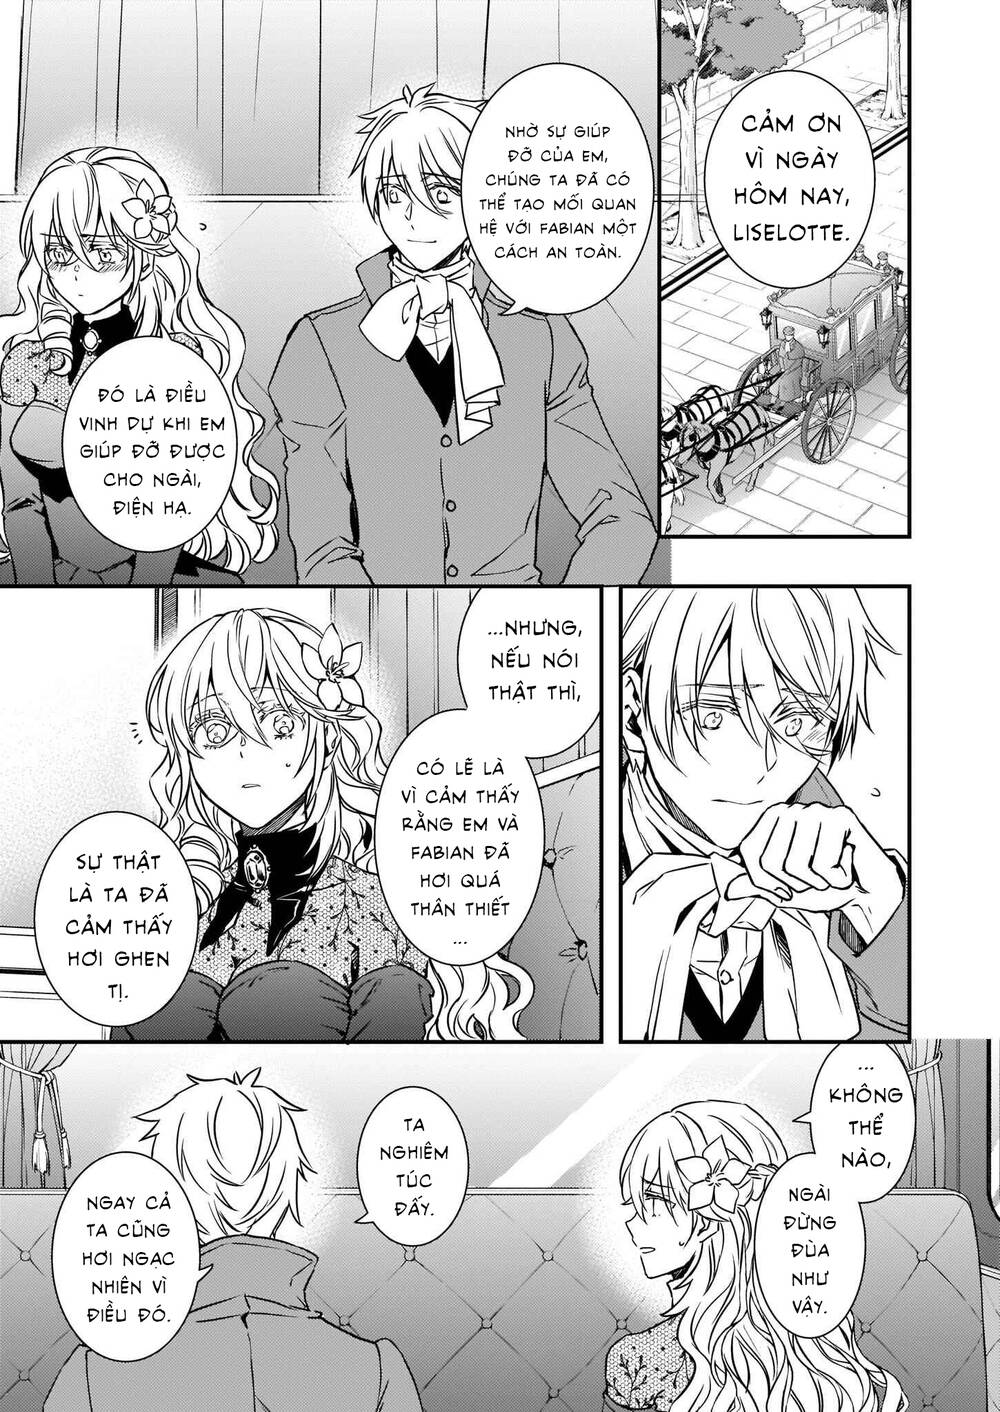 CẢM ƠN
VÌ NGÀY
HÔM NAY,
LISELOTTE.
NHỜ SỰ GIÚP
ĐỠ CỦA EM,
CHÚNG TA ĐÃ CÓ
THỂ TẠO MỐI QUAN
HỆ VỚI FABIAN MỘT
CÁCH AN TOÀN.
ĐÓ LÀ ĐIỀU
VINH DỰ KHI EM
GIÚP ĐỠ ĐƯỢC
CHO NGÀI,
ĐIỆN HẠ.
...NHƯNG,
NẾU NÓI
THẬT THÌ,
CÓ LẼ LÀ
VÌ CẢM THẤY
RẰNG EM VÀ
FABIAN ĐÃ
HƠI QUÁ
THÂN THIẾT
...
SỰ THẬT
LÀ TA ĐÃ
CẢM THẤY
HƠI GHEN
TỊ.
...
KHÔNG
THỂ
NÀO,
NGÀI
ĐỪNG
ĐÙA
NHƯ
VẬY.
TA
NGHIÊM
TÚC
ĐẤY.
NGAY CẢ
TA CŨNG
HƠI NGẠC
NHIÊN VÌ
ĐIỀU ĐÓ.